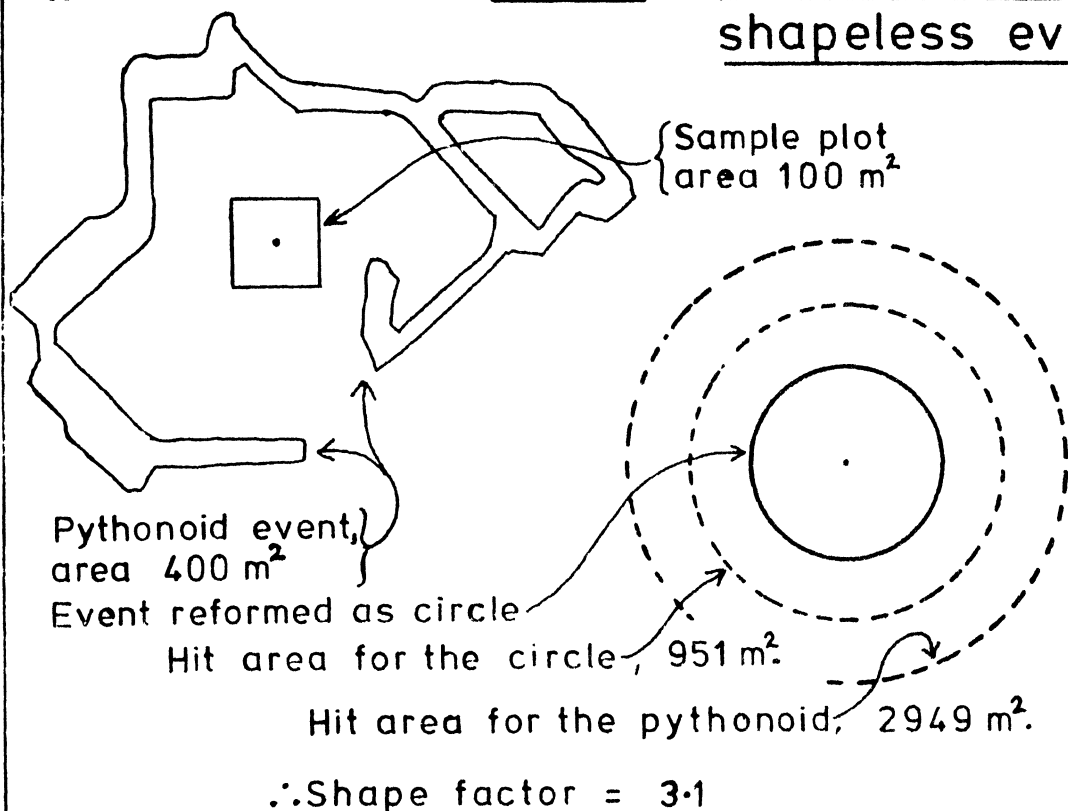 shapeless ev
Sample plot
area 100 m²
Pythonoid event,
area 400 m²
Event reformed as circle
Hit area for the circle, 951 m².
Hit area for the pythonoid, 2949 m².
∴Shape factor = 3·1